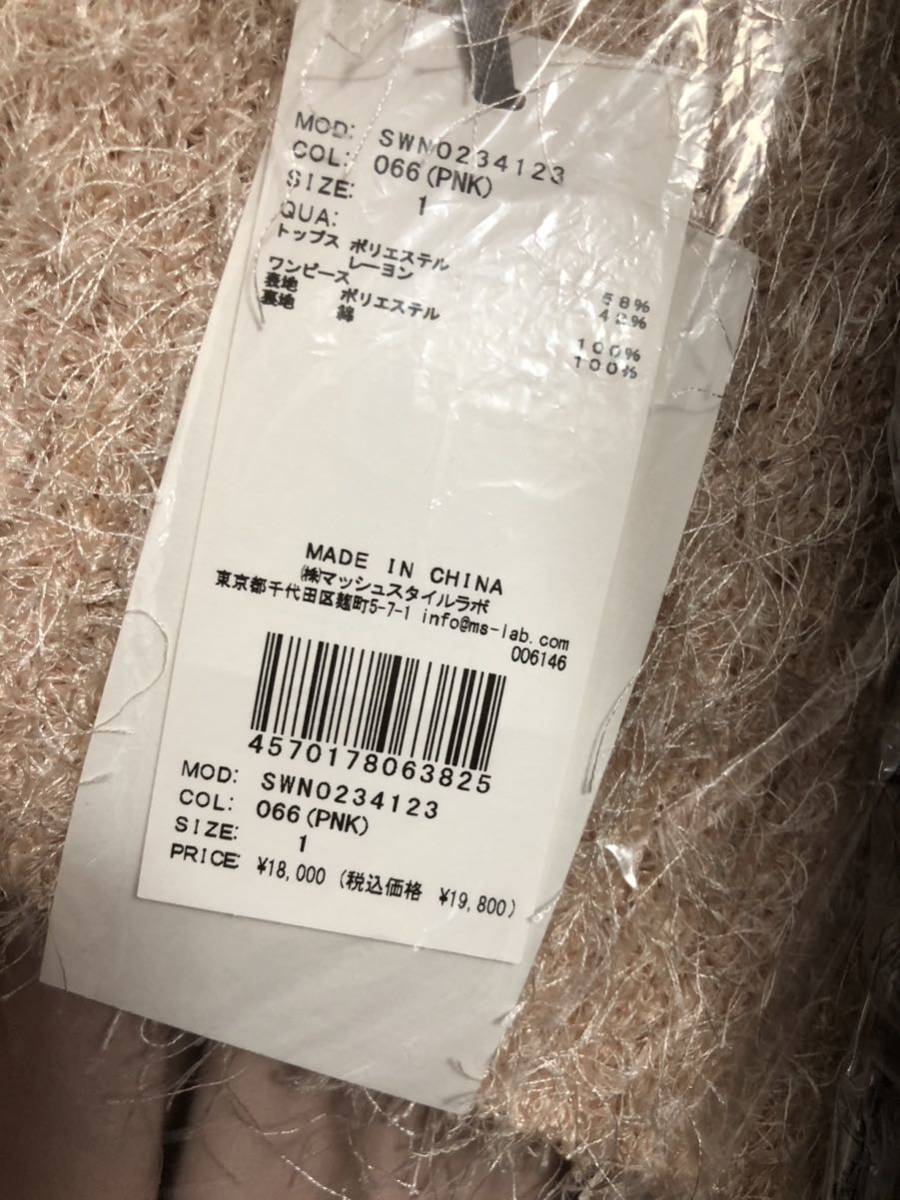 MOD: SWN0234123
COL: 066(PNK)
SIZE: 1
QUA:
トップス ポリエステル 58%
レーヨン 42%
ワンピース
表地 ポリエステル 100%
裏地 綿 100%
MADE IN CHINA
㈱マッシュスタイルラボ
東京都千代田区麹町5-7-1 info@ms-lab.com
006146
4570178063825
MOD: SWN0234123
COL: 066(PNK)
SIZE: 1
PRICE: ¥18,000 (税込価格 ¥19,800)